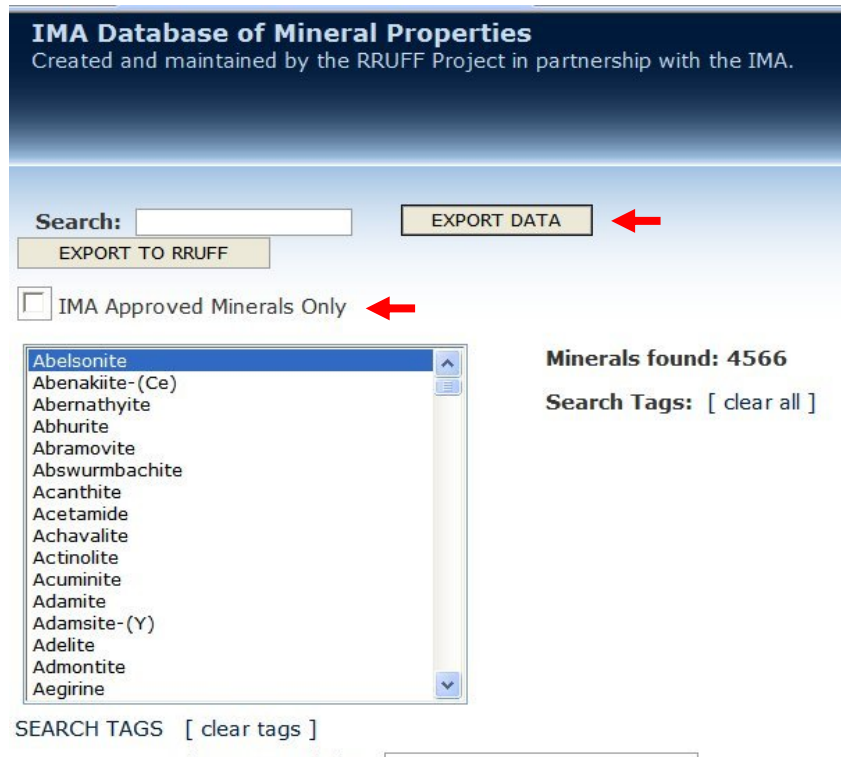 IMA Database of Mineral Properties
Created and maintained by the RRUFF Project in partnership with the IMA.
Search:
EXPORT DATA
EXPORT TO RRUFF
IMA Approved Minerals Only
Abelsonite
Abenakiite-(Ce)
Abernathyite
Abhurite
Abramovite
Abswurmbachite
Acanthite
Acetamide
Achavalite
Actinolite
Acuminite
Adamite
Adamsite-(Y)
Adelite
Admontite
Aegirine
Minerals found: 4566
Search Tags: [ clear all ]
SEARCH TAGS [ clear tags ]